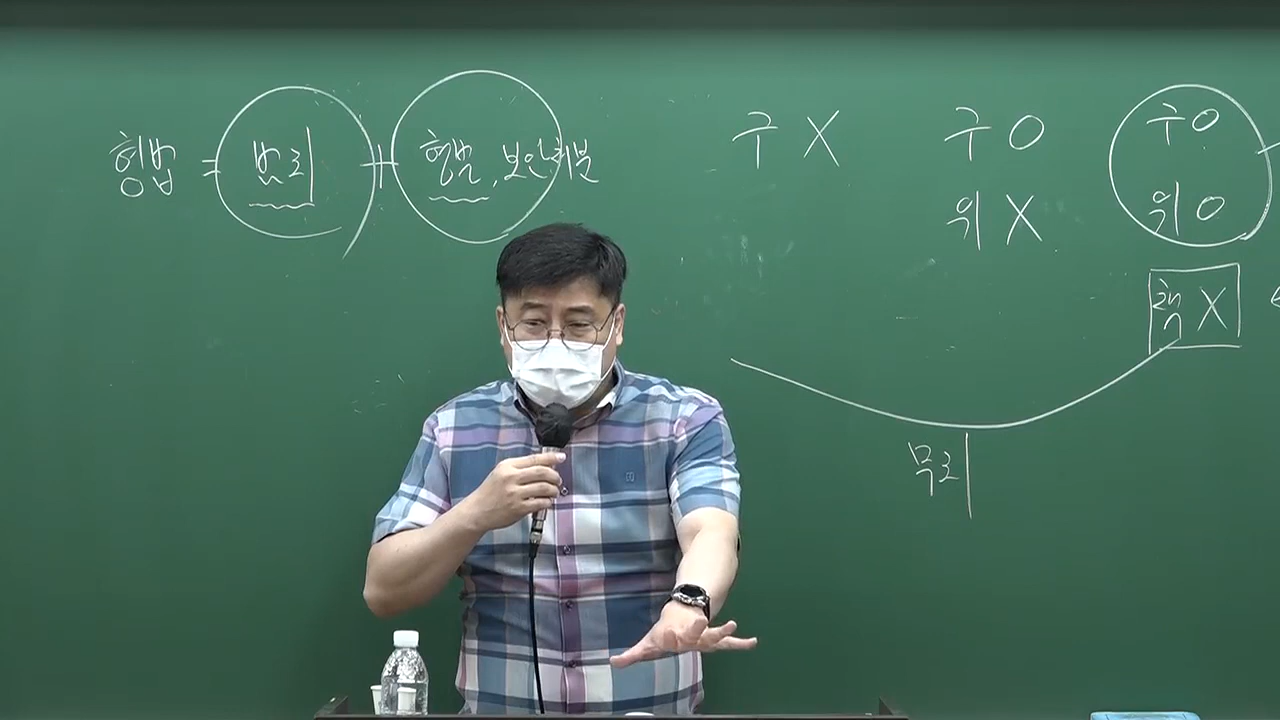 형법 = 범죄 + 형벌, 보안처분
구 X
구 O
위 X
구 O
위 O
책 X
무죄